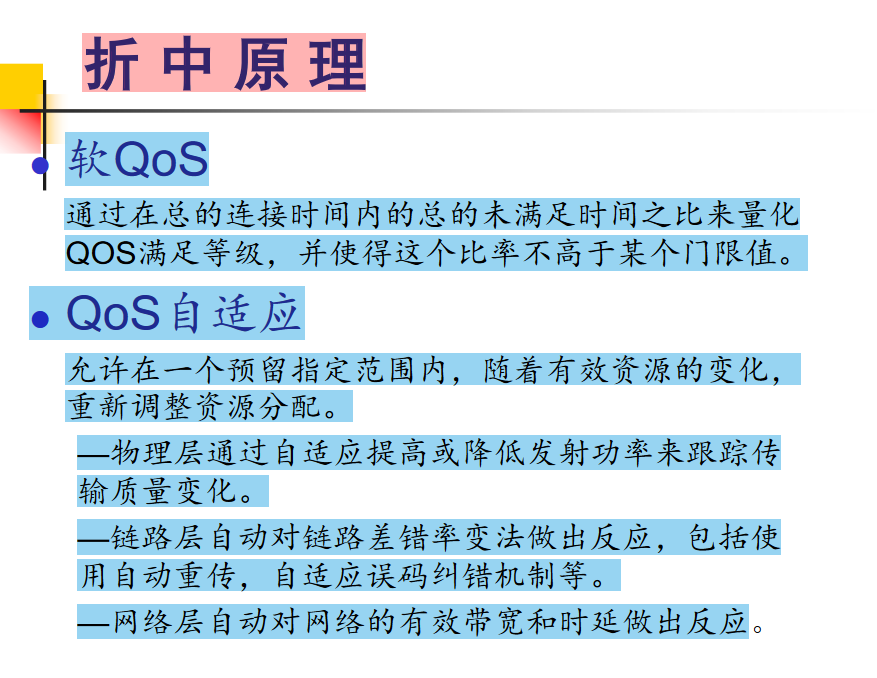 折 中 原 理
• 软QoS
通过在总的连接时间内的总的未满足时间之比来量化
QOS满足等级，并使得这个比率不高于某个门限值。
• QoS自适应
允许在一个预留指定范围内，随着有效资源的变化，
重新调整资源分配。
—物理层通过自适应提高或降低发射功率来跟踪传
输质量变化。
—链路层自动对链路差错率变法做出反应，包括使
用自动重传，自适应误码纠错机制等。
—网络层自动对网络的有效带宽和时延做出反应。